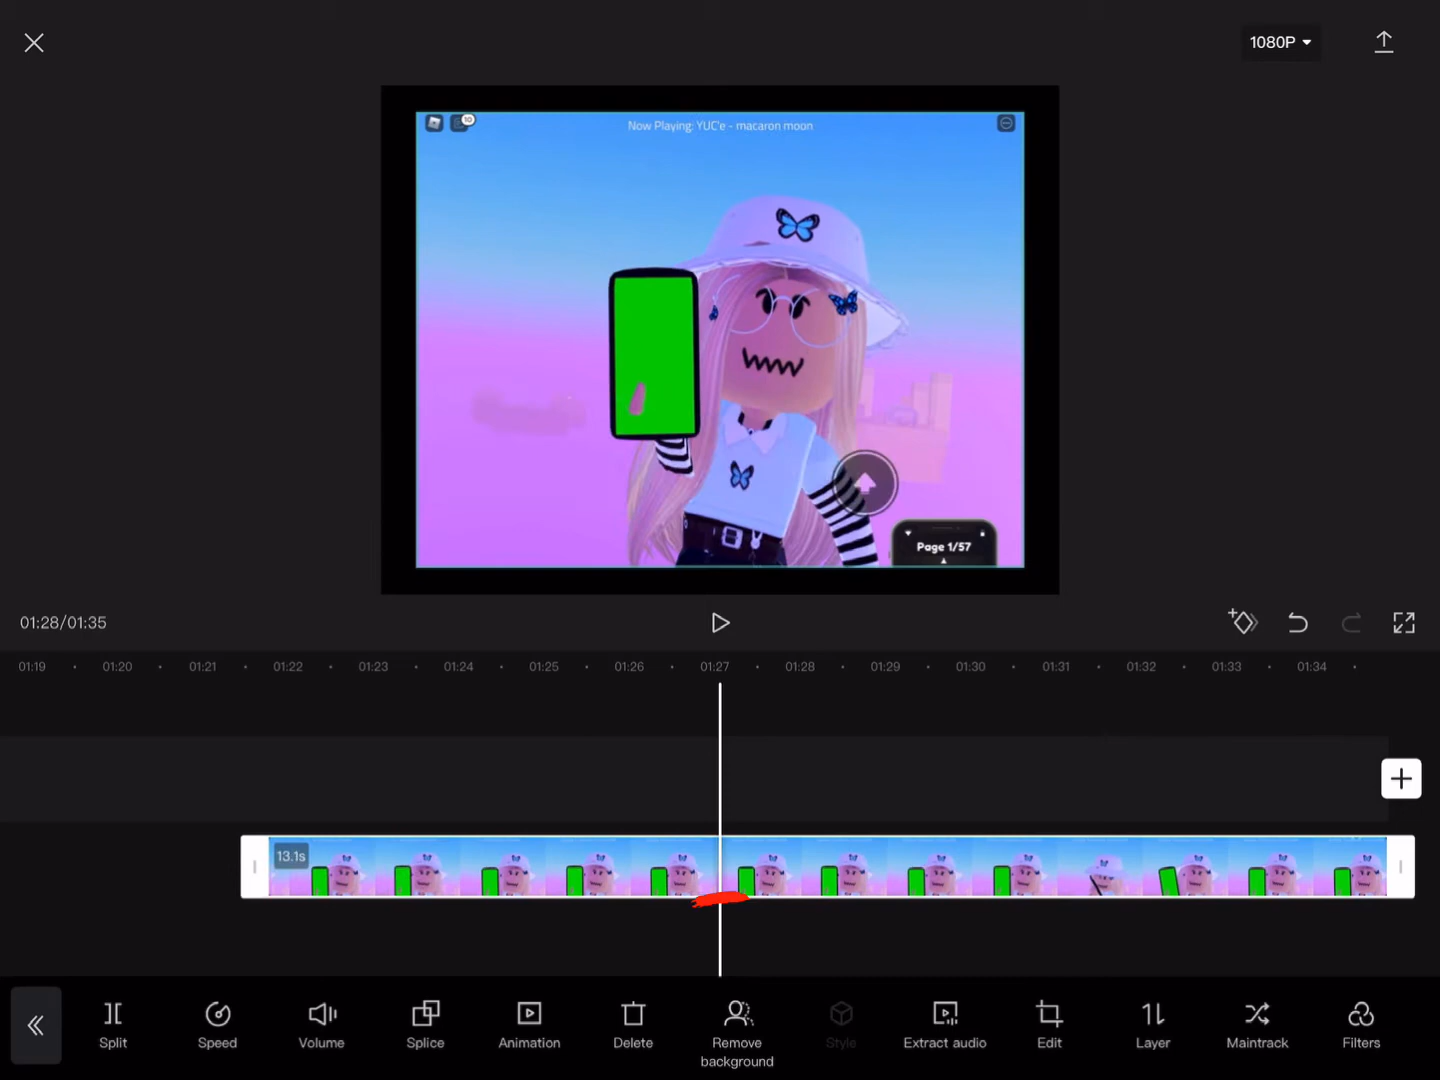 1080P
10
Now Playing: YUC'e - macaron moon
Page 1/57
01:28/01:35
01:19 01:20 01:21 01:22 01:23 01:24 01:25 01:26 01:27 01:28 01:29 01:30 01:31 01:32 01:33 01:34
13.1s
Split Speed Volume Splice Animation Delete Remove background Style Extract audio Edit Layer Maintrack Filters